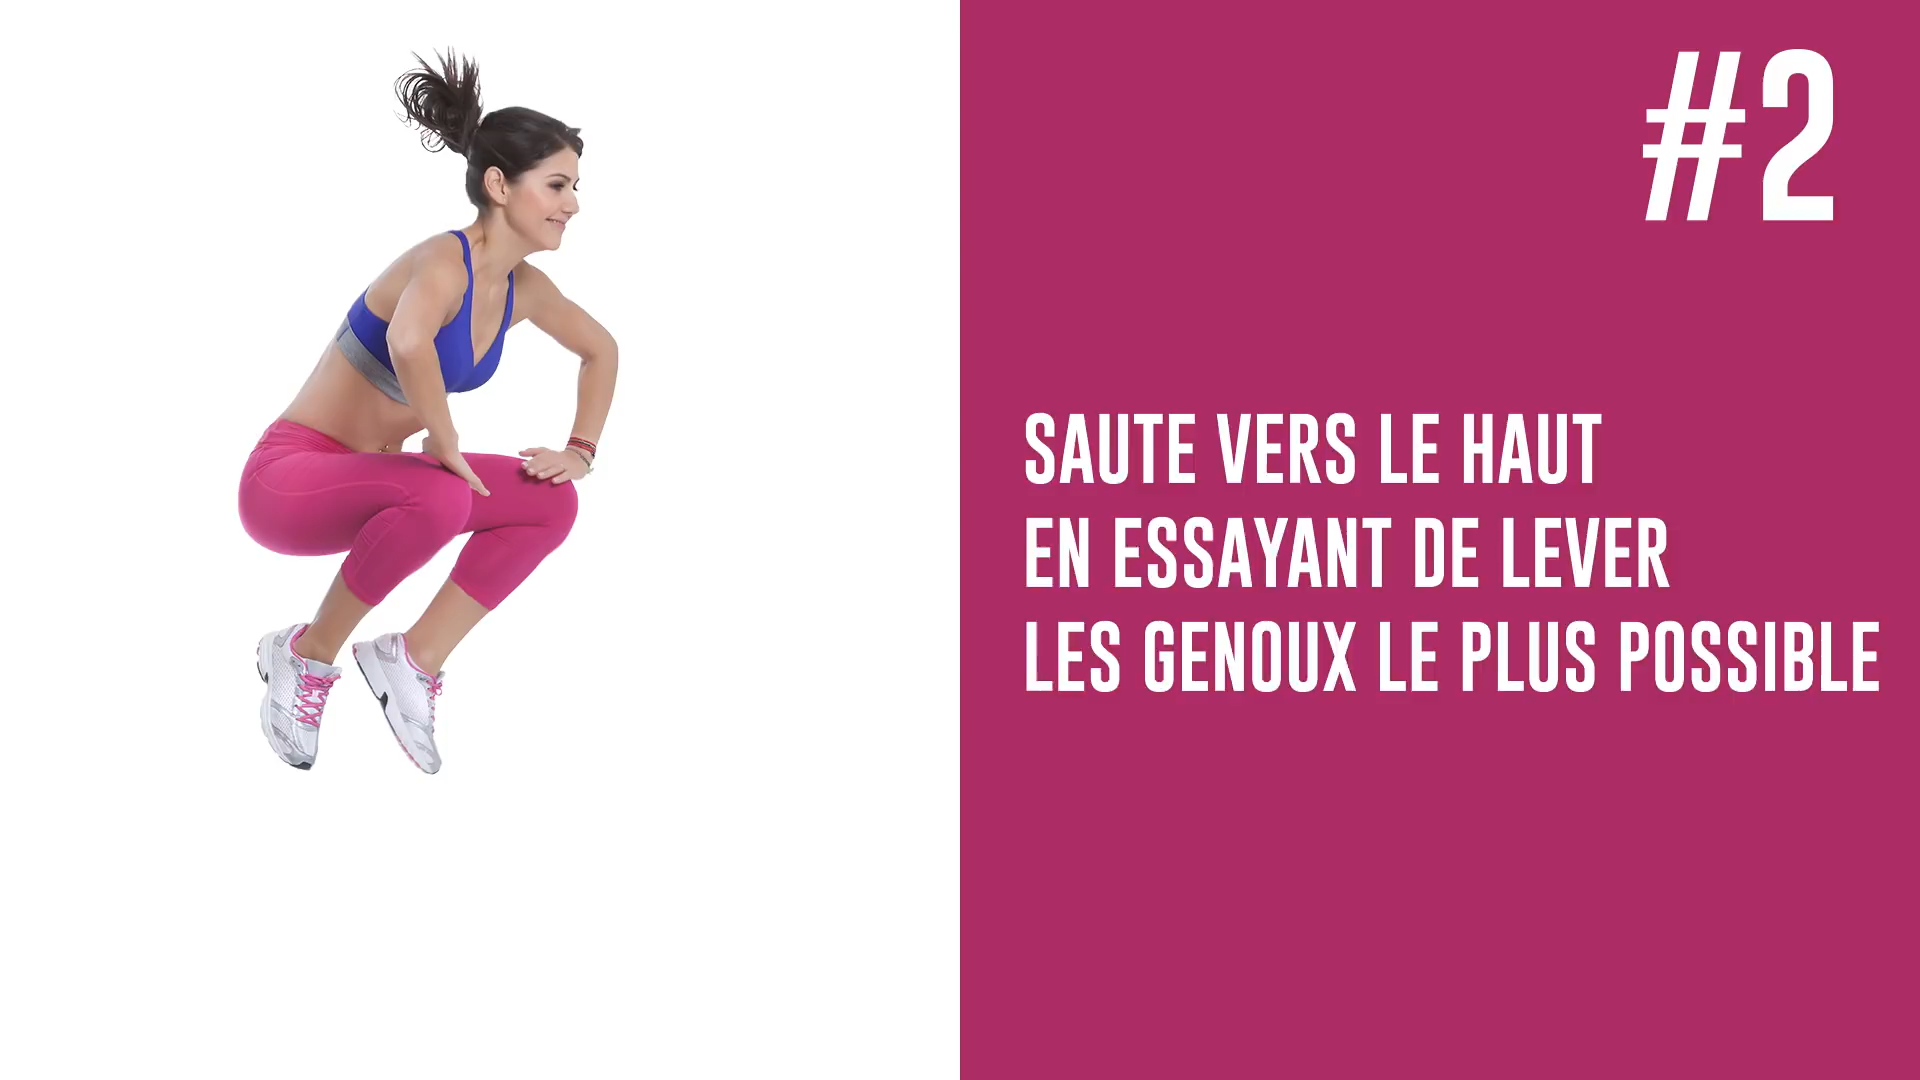 #2
SAUTE VERS LE HAUT
EN ESSAYANT DE LEVER
LES GENOUX LE PLUS POSSIBLE